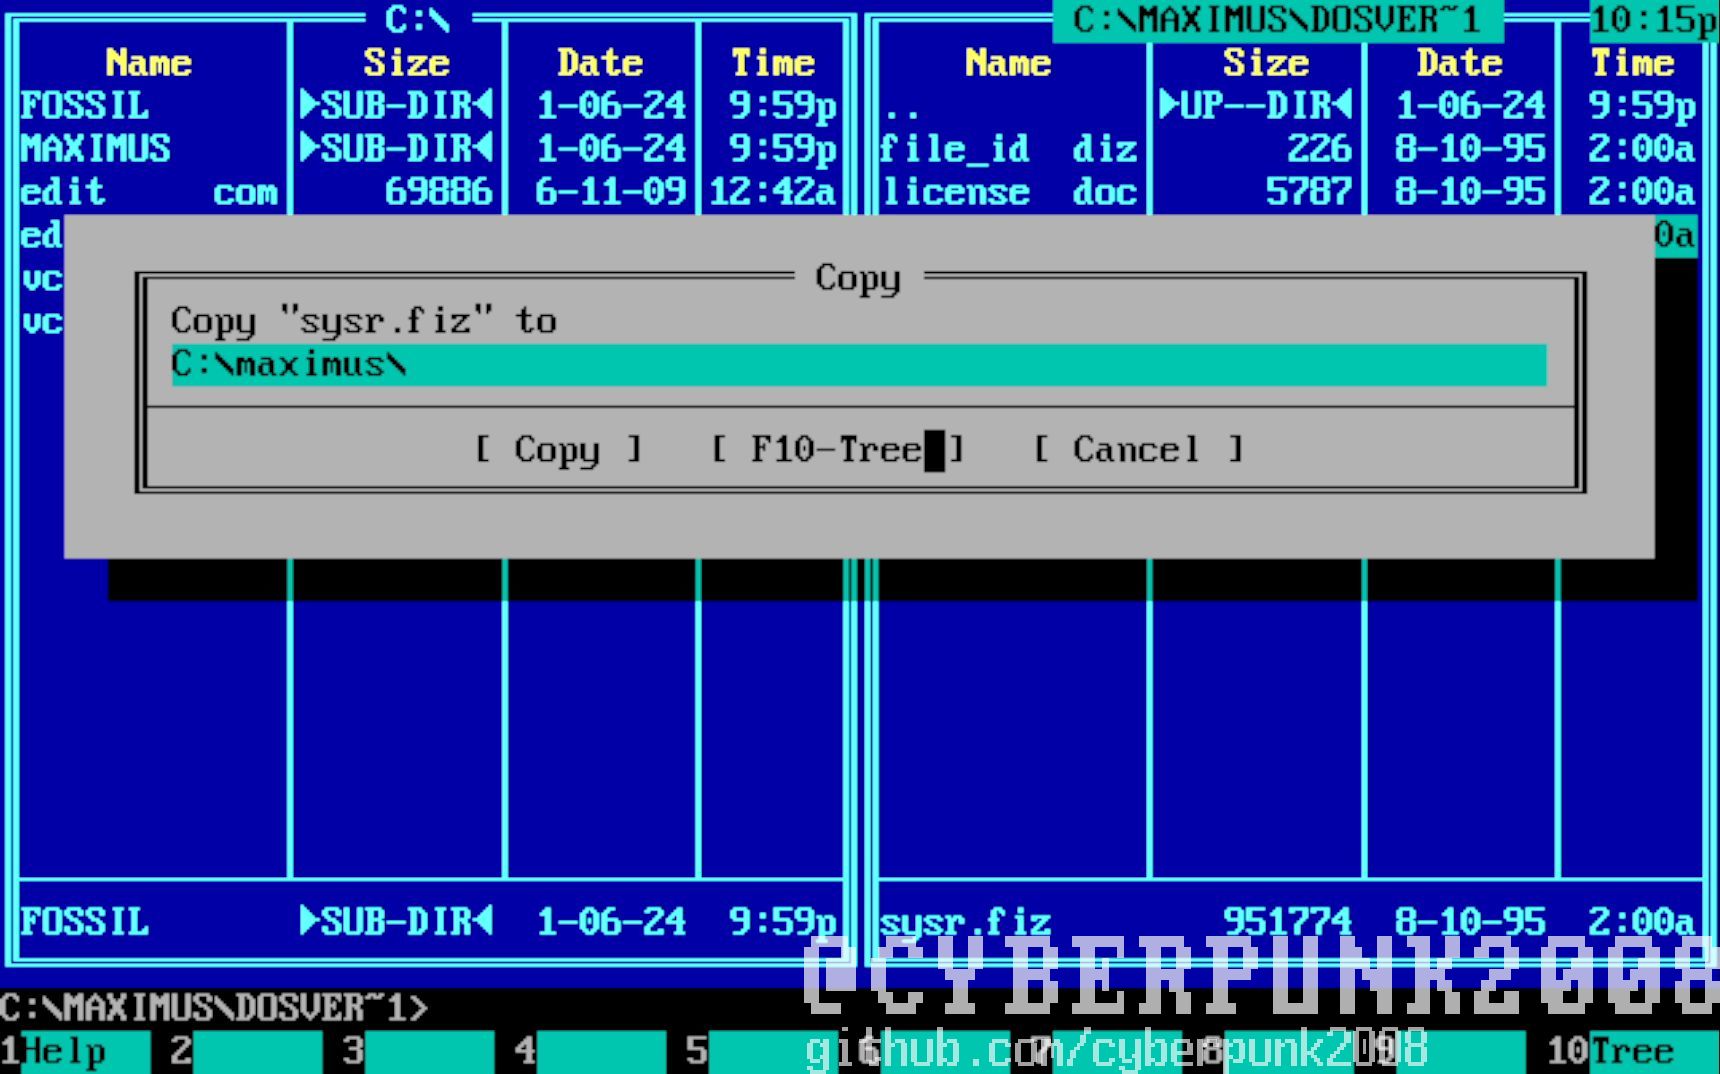 C:\ C:\MAXIMUS\DOSVER~1 10:15p
Name Size Date Time Name Size Date Time
FOSSIL ►SUB-DIR◄ 1-06-24 9:59p .. ►UP--DIR◄ 1-06-24 9:59p
MAXIMUS ►SUB-DIR◄ 1-06-24 9:59p file_id diz 226 8-10-95 2:00a
edit com 69886 6-11-09 12:42a license doc 5787 8-10-95 2:00a
ed 0a
vc Copy
vc Copy "sysr.fiz" to
C:\maximus\
[ Copy ] [ F10-Tree ] [ Cancel ]
FOSSIL ►SUB-DIR◄ 1-06-24 9:59p sysr.fiz 951774 8-10-95 2:00a
@CYBERPUNK2008
C:\MAXIMUS\DOSVER~1>
1Help 2 3 4 5 6 7 8 9 10Tree
github.com/cyberpunk2008